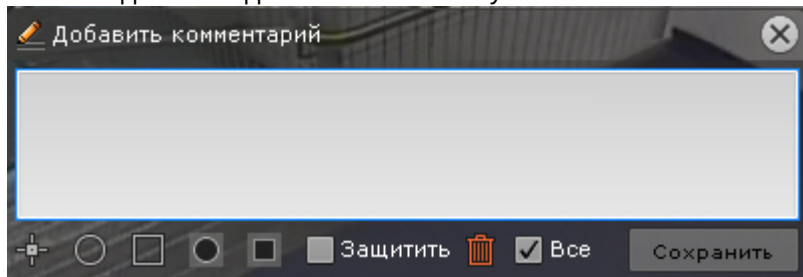 Добавить комментарий
Защитить
Все
Сохранить